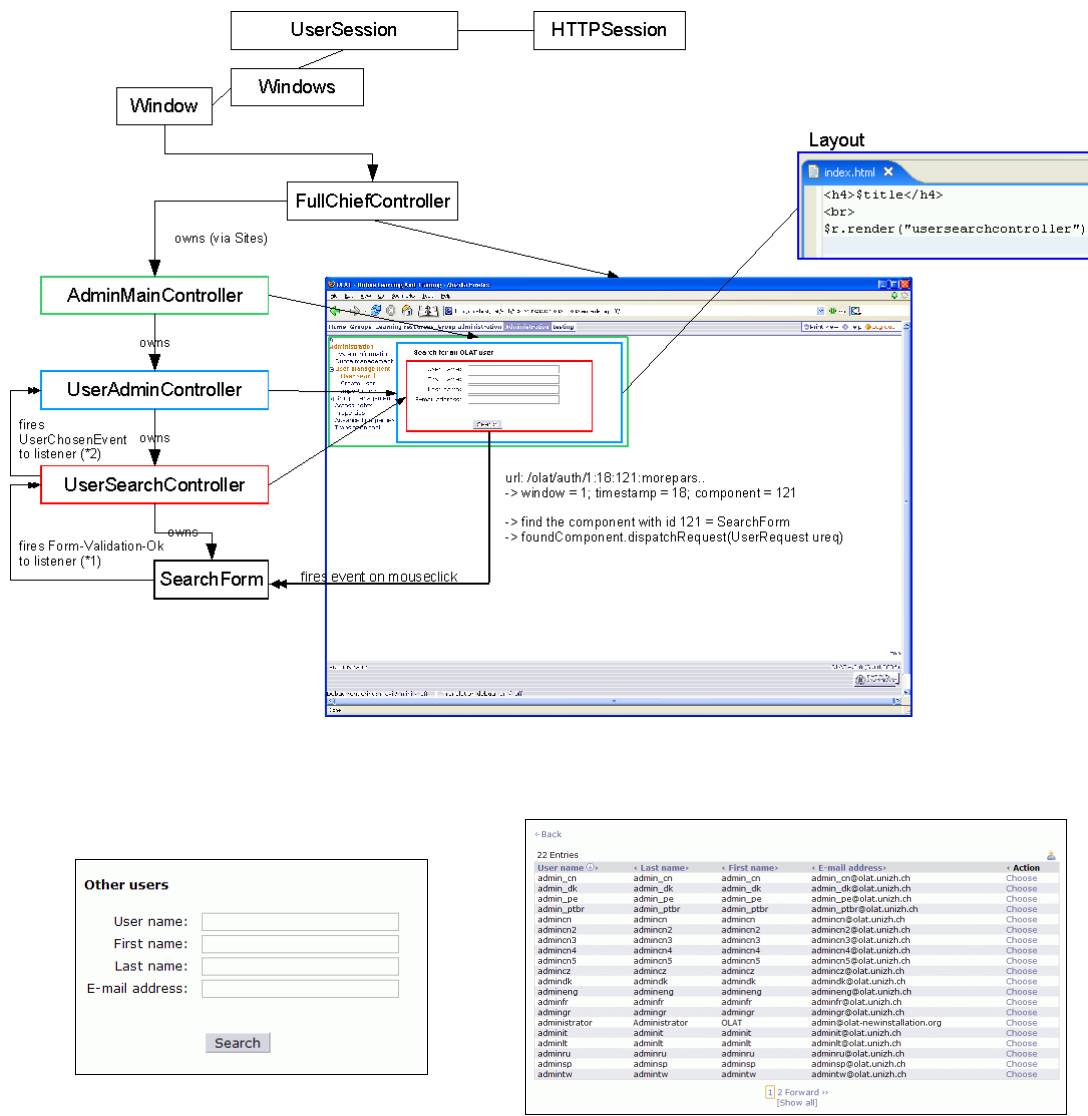 UserSession
HTTPSession
Windows
Window
Layout
index.html
<h4>$title</h4>
<br>
$r.render("usersearchcontroller")
FullChiefController
owns (via Sites)
AdminMainController
owns
UserAdminController
fires
UserChosenEvent
to listener (*2)
owns
UserSearchController
owns
fires Form-Validation-Ok
to listener (*1)
SearchForm
fires event on mouseclick
Home Groups Learning resources Group administration Administration testing
Search for an OLAT user
E-mail address:
url: /olat/auth/1:18:121:morepars..
-> window = 1; timestamp = 18; component = 121
-> find the component with id 121 = SearchForm
-> foundComponent.dispatchRequest(UserRequest ureq)
Other users
User name:
First name:
Last name:
E-mail address:
Search
Back
22 Entries
User name Last name First name E-mail address Action
admin_cn admin_cn admin_cn admin_cn@olat.unizh.ch Choose
admin_dk admin_dk admin_dk admin_dk@olat.unizh.ch Choose
admin_pe admin_pe admin_pe admin_pe@olat.unizh.ch Choose
admin_ptbr admin_ptbr admin_ptbr admin_ptbr@olat.unizh.ch Choose
admincn admincn admincn admincn@olat.unizh.ch Choose
admincn2 admincn2 admincn2 admincn2@olat.unizh.ch Choose
admincn3 admincn3 admincn3 admincn3@olat.unizh.ch Choose
admincn4 admincn4 admincn4 admincn4@olat.unizh.ch Choose
admincn5 admincn5 admincn5 admincn5@olat.unizh.ch Choose
admincz admincz admincz admincz@olat.unizh.ch Choose
admindk admindk admindk admindk@olat.unizh.ch Choose
admineng admineng admineng admineng@olat.unizh.ch Choose
adminfr adminfr adminfr adminfr@olat.unizh.ch Choose
admingr admingr admingr admingr@olat.unizh.ch Choose
administrator Administrator OLAT admin@olat-newinstallation.org Choose
adminit adminit adminit adminit@olat.unizh.ch Choose
adminlt adminlt adminlt adminlt@olat.unizh.ch Choose
adminru adminru adminru adminru@olat.unizh.ch Choose
adminsp adminsp adminsp adminsp@olat.unizh.ch Choose
admintw admintw admintw admintw@olat.unizh.ch Choose
1 2 Forward >>
[Show all]